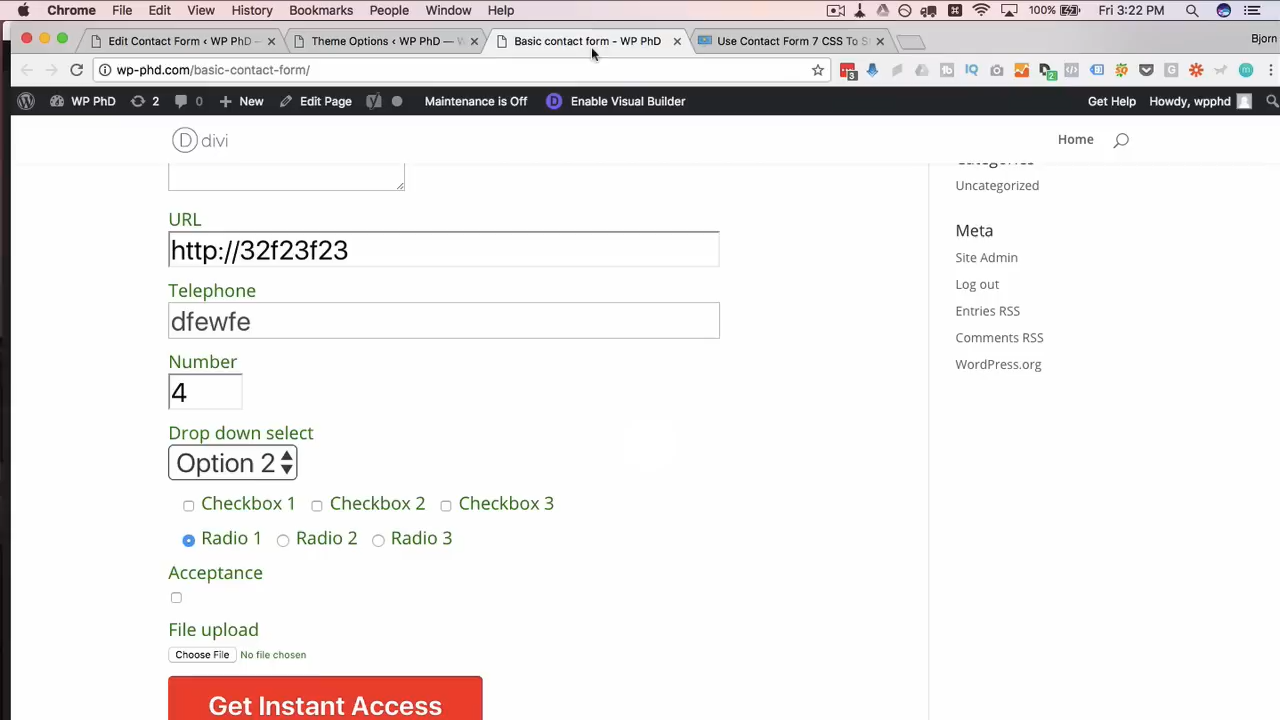 Chrome File Edit View History Bookmarks People Window Help 100% Fri 3:22 PM
Edit Contact Form ‹ WP PhD – Theme Options ‹ WP PhD — W Basic contact form - WP PhD Use Contact Form 7 CSS To S Bjorn
wp-phd.com/basic-contact-form/
WP PhD 2 0 New Edit Page Maintenance is Off Enable Visual Builder Get Help Howdy, wpphd
divi Home
Categories
Uncategorized
URL
http://32f23f23
Meta
Site Admin
Telephone
Log out
dfewfe
Entries RSS
Comments RSS
Number
WordPress.org
4
Drop down select
Option 2
Checkbox 1 Checkbox 2 Checkbox 3
Radio 1 Radio 2 Radio 3
Acceptance
File upload
Choose File No file chosen
Get Instant Access